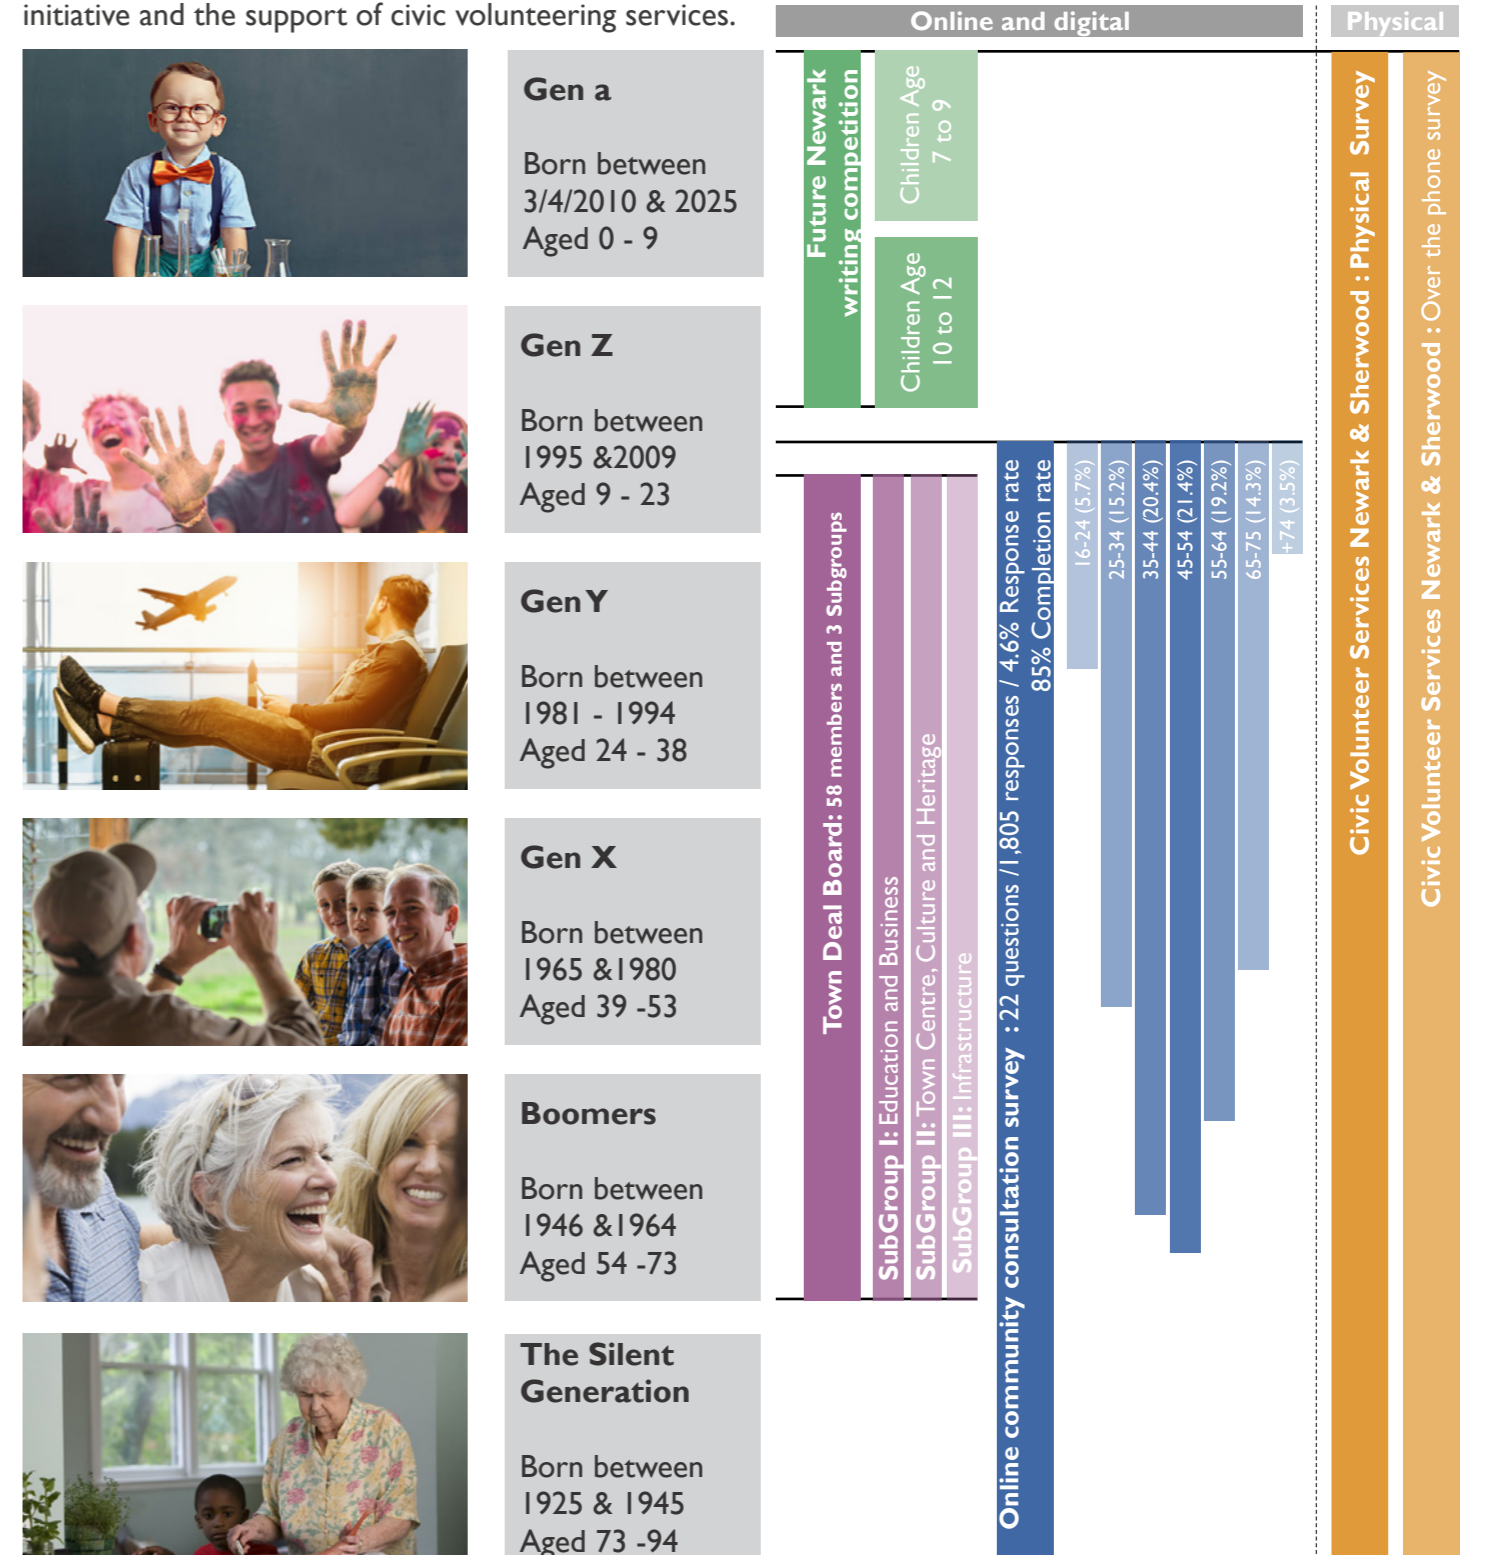 initiative and the support of civic volunteering services.
Online and digital
Physical
Gen a
Born between
3/4/2010 & 2025
Aged 0 - 9
Gen Z
Born between
1995 &2009
Aged 9 - 23
Gen Y
Born between
1981 - 1994
Aged 24 - 38
Gen X
Born between
1965 &1980
Aged 39 -53
Boomers
Born between
1946 &1964
Aged 54 -73
The Silent
Generation
Born between
1925 & 1945
Aged 73 -94
Future Newark
writing competition
Children Age
7 to 9
Children Age
10 to 12
Town Deal Board: 58 members and 3 Subgroups
SubGroup I: Education and Business
SubGroup II: Town Centre, Culture and Heritage
SubGroup III: Infrastructure
Online community consultation survey : 22 questions /1,805 responses / 4.6% Response rate
85% Completion rate
16-24 (5.7%)
25-34 (15.2%)
35-44 (20.4%)
45-54 (21.4%)
55-64 (19.2%)
65-75 (14.3%)
+74 (3.5%)
Civic Volunteer Services Newark & Sherwood : Physical Survey
Civic Volunteer Services Newark & Sherwood : Over the phone survey